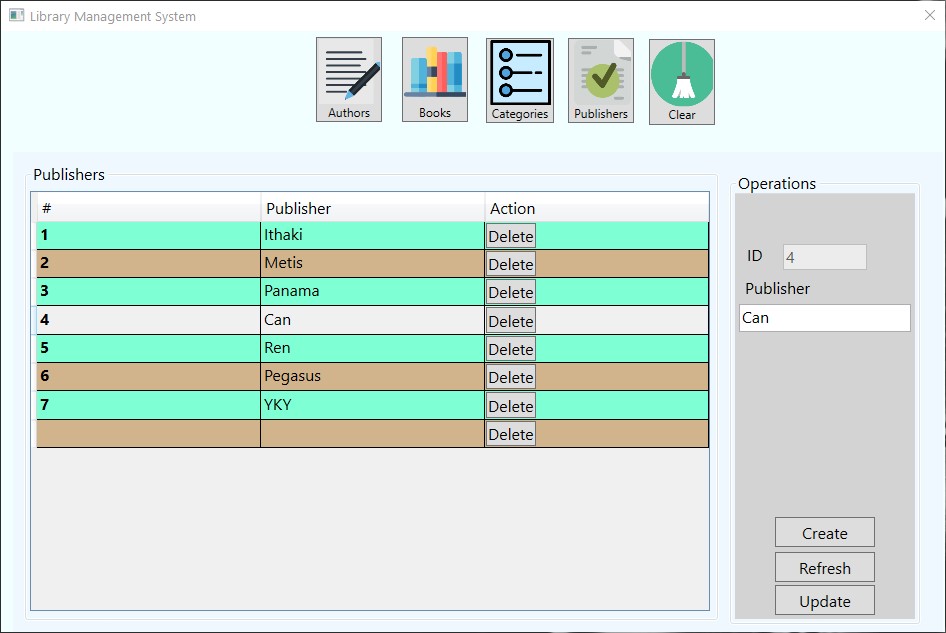 Library Management System
Authors
Books
Categories
Publishers
Clear
Publishers
# Publisher Action
1 Ithaki Delete
2 Metis Delete
3 Panama Delete
4 Can Delete
5 Ren Delete
6 Pegasus Delete
7 YKY Delete
Delete
Operations
ID 4
Publisher
Can
Create
Refresh
Update